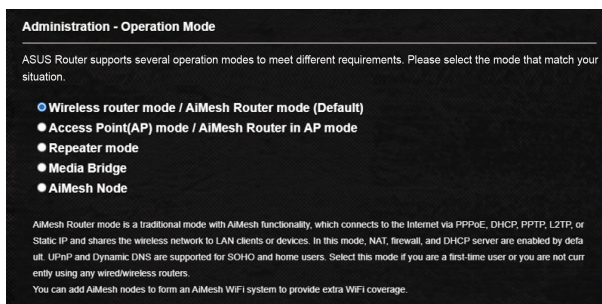 Administration - Operation Mode
ASUS Router supports several operation modes to meet different requirements. Please select the mode that match your
situation.
Wireless router mode / AiMesh Router mode (Default)
Access Point(AP) mode / AiMesh Router in AP mode
Repeater mode
Media Bridge
AiMesh Node
AiMesh Router mode is a traditional mode with AiMesh functionality, which connects to the Internet via PPPoE, DHCP, PPTP, L2TP, or
Static IP and shares the wireless network to LAN clients or devices. In this mode, NAT, firewall, and DHCP server are enabled by defa
ult. UPnP and Dynamic DNS are supported for SOHO and home users. Select this mode if you are a first-time user or you are not curr
ently using any wired/wireless routers.
You can add AiMesh nodes to form an AiMesh WiFi system to provide extra WiFi coverage.